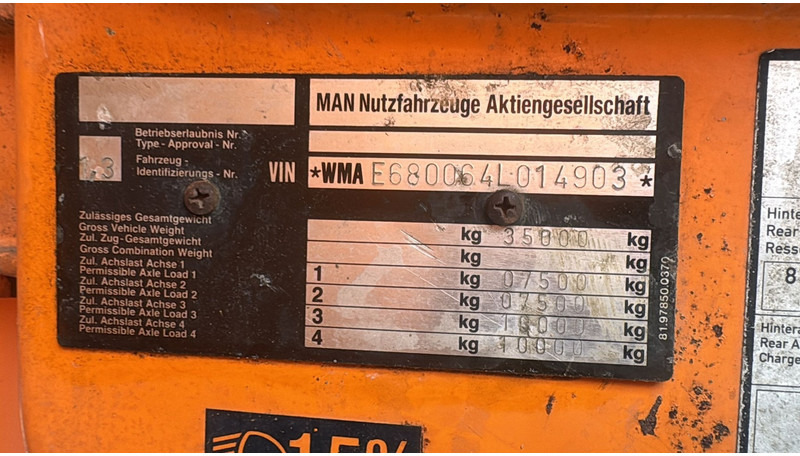 MAN Nutzfahrzeuge Aktiengesellschaft
Betriebserlaubnis Nr.
Type - Approval - Nr.
Fahrzeug -
Identifizierungs - Nr.
VIN *WMA E680064L014903 *
Zulässiges Gesamtgewicht
Gross Vehicle Weight
Zul. Zug-Gesamtgewicht
Gross Combination Weight
Zul. Achslast Achse 1
Permissible Axle Load 1
Zul. Achslast Achse 2
Permissible Axle Load 2
Zul. Achslast Achse 3
Permissible Axle Load 3
Zul. Achslast Achse 4
Permissible Axle Load 4
kg 35000 kg
kg kg
1 kg 07500 kg
2 kg 07500 kg
3 kg 10000 kg
4 kg 10000 kg
81.97850.0370
Hinter
Rear
Resso
8
Hintera
Rear A
Charge
1,5%